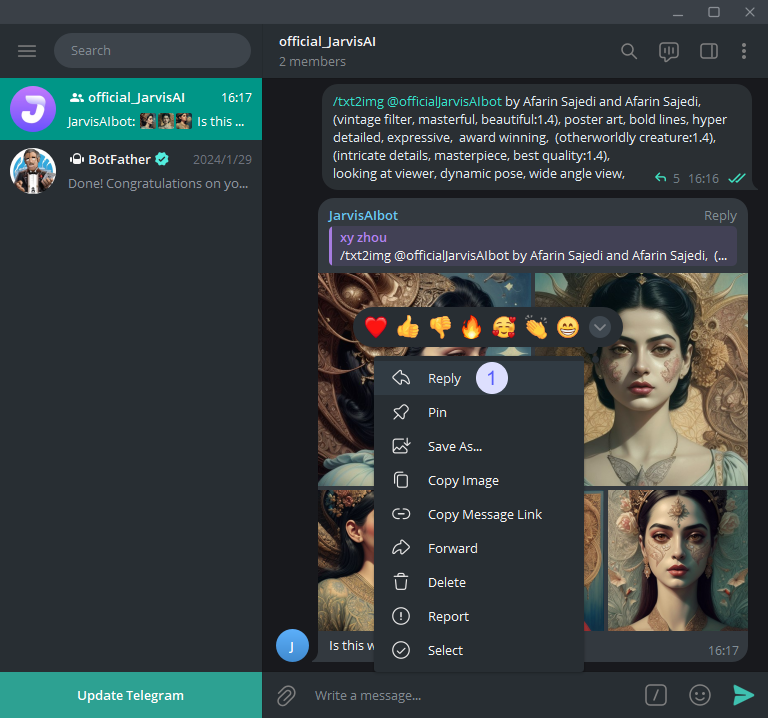 Search
official_JarvisAI
2 members
official_JarvisAI 16:17
JarvisAIbot: Is this ...
BotFather 2024/1/29
Done! Congratulations on yo...
/txt2img @officialJarvisAIbot by Afarin Sajedi and Afarin Sajedi,
(vintage filter, masterful, beautiful:1.4), poster art, bold lines, hyper
detailed, expressive, award winning, (otherworldly creature:1.4),
(intricate details, masterpiece, best quality:1.4),
looking at viewer, dynamic pose, wide angle view,
5 16:16
JarvisAIbot Reply
xy zhou
/txt2img @officialJarvisAIbot by Afarin Sajedi and Afarin Sajedi, (...
Reply 1
Pin
Save As...
Copy Image
Copy Message Link
Forward
Delete
Report
Select
J
Is this
16:17
Update Telegram
Write a message...